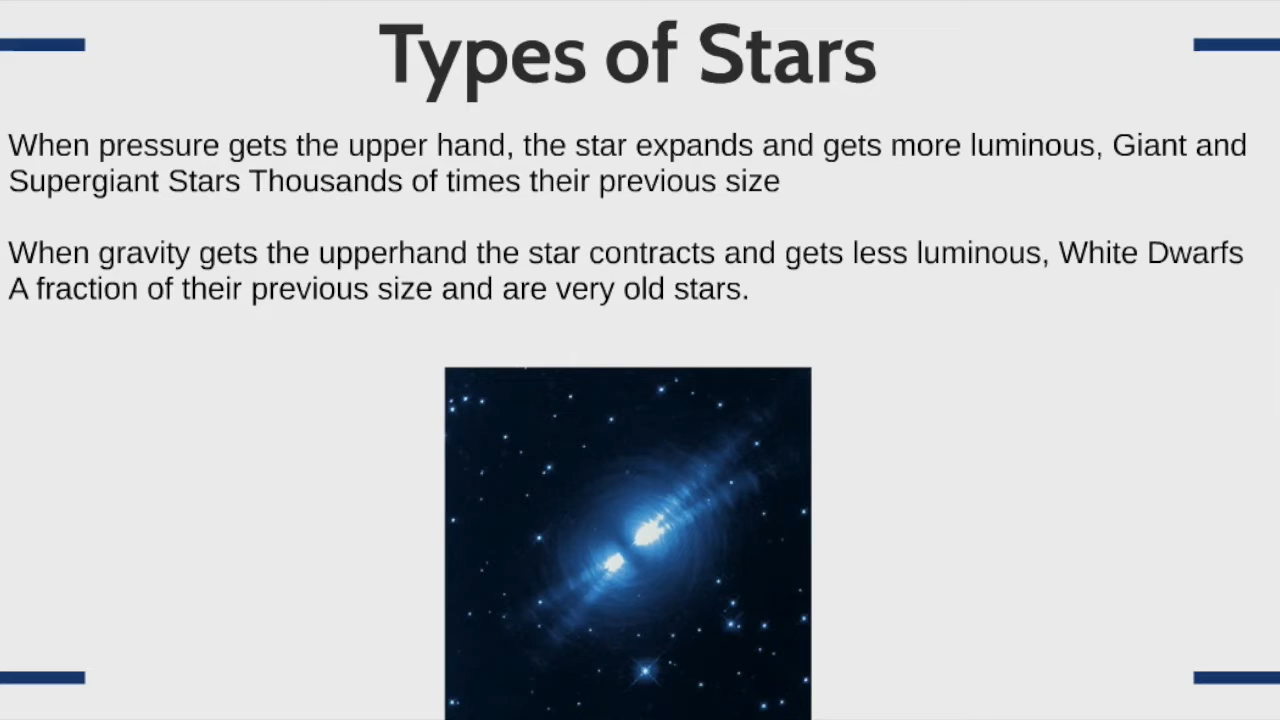 Types of Stars
When pressure gets the upper hand, the star expands and gets more luminous, Giant and
Supergiant Stars Thousands of times their previous size
When gravity gets the upperhand the star contracts and gets less luminous, White Dwarfs
A fraction of their previous size and are very old stars.